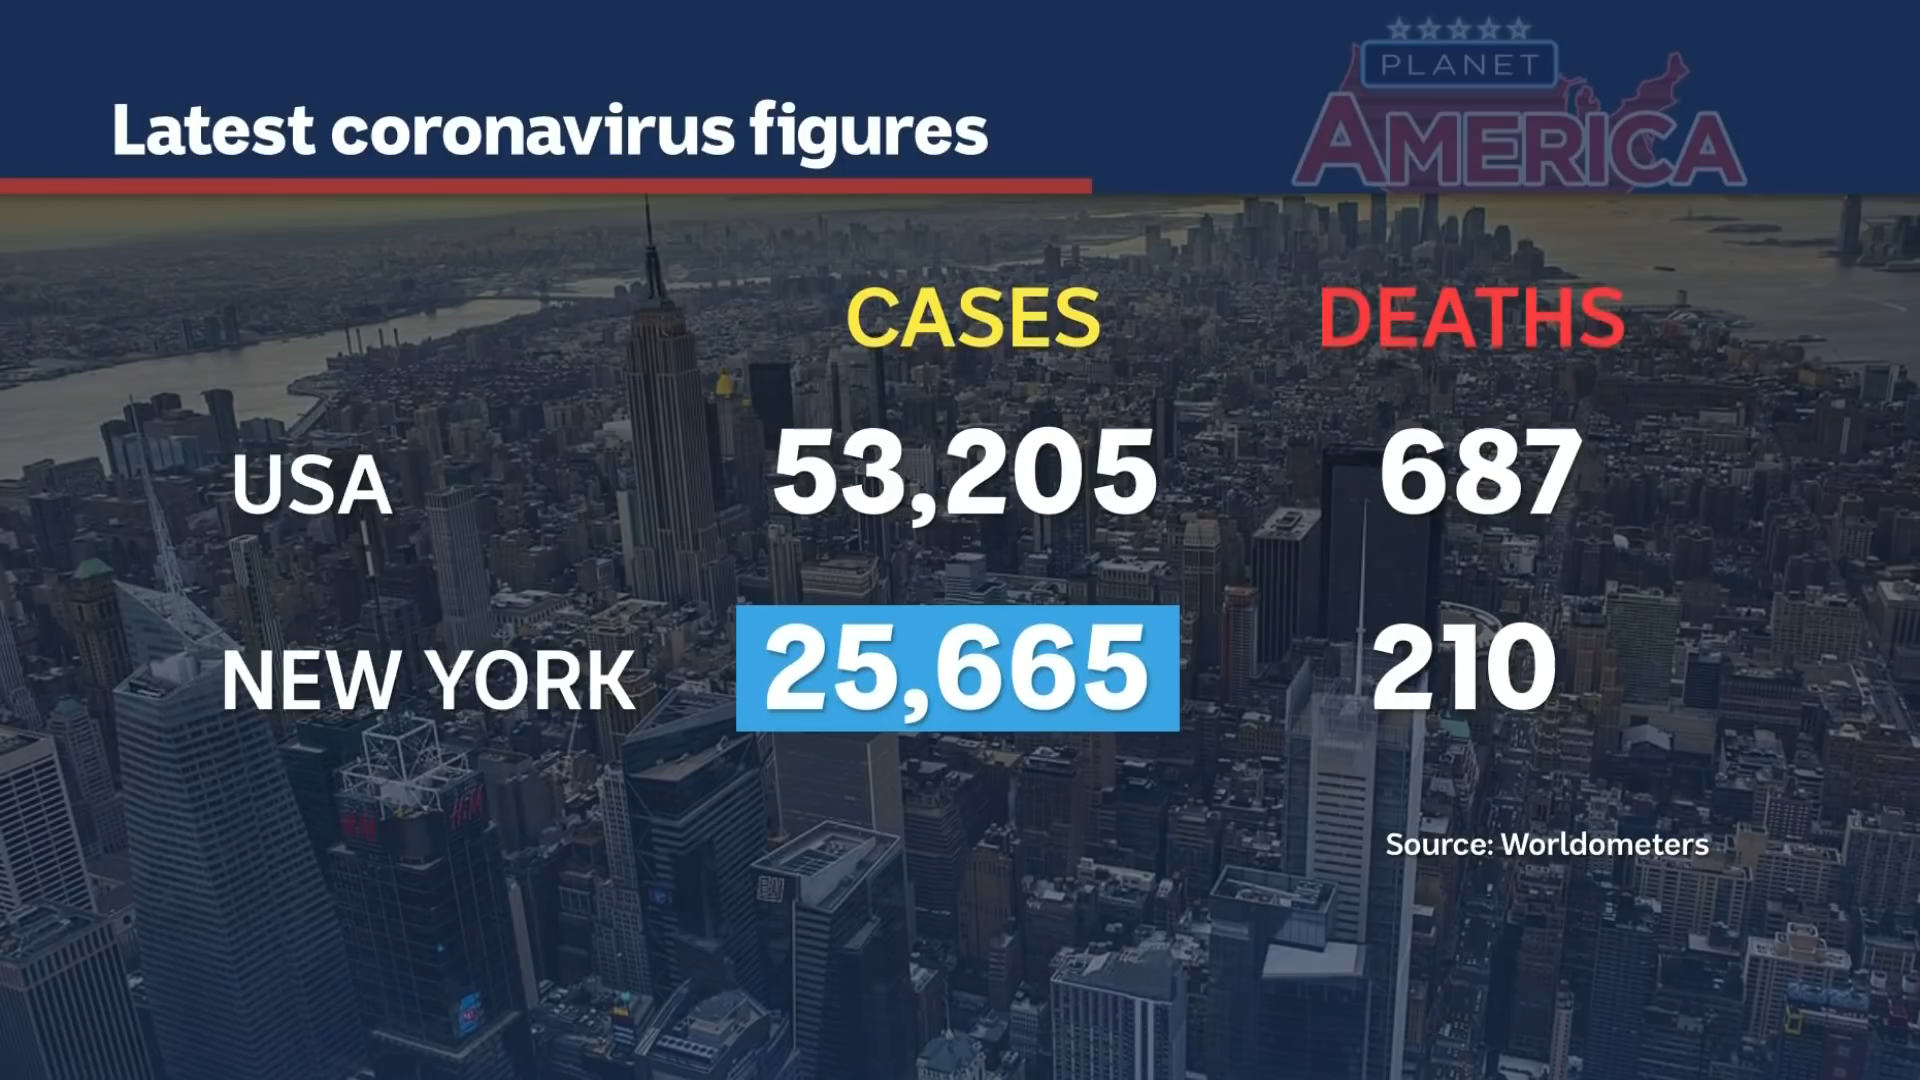 PLANET
AMERICA
Latest coronavirus figures
CASES DEATHS
USA 53,205 687
NEW YORK 25,665 210
Source: Worldometers
H&M
H&M